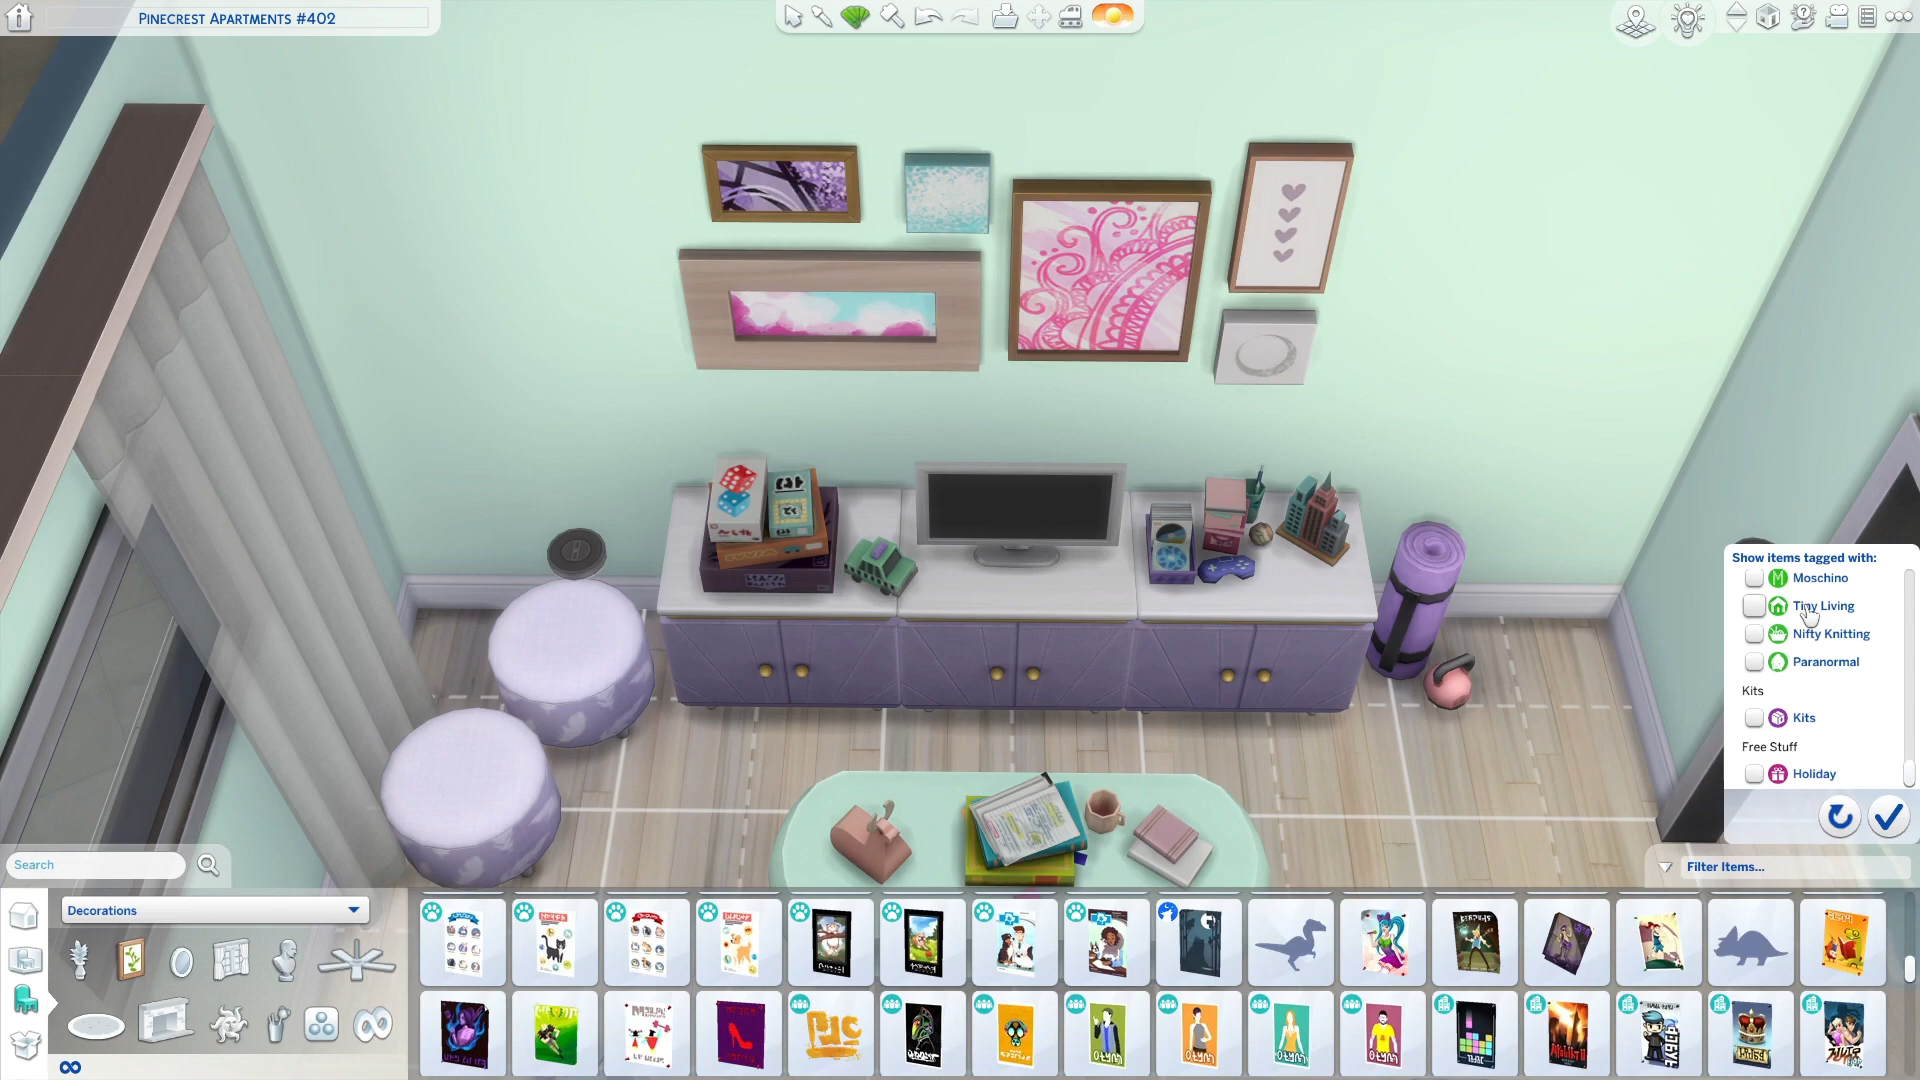 PINECREST APARTMENTS #402
Show items tagged with:
Moschino
Tiny Living
Nifty Knitting
Paranormal
Kits
Kits
Free Stuff
Holiday
Filter Items...
Search
Decorations